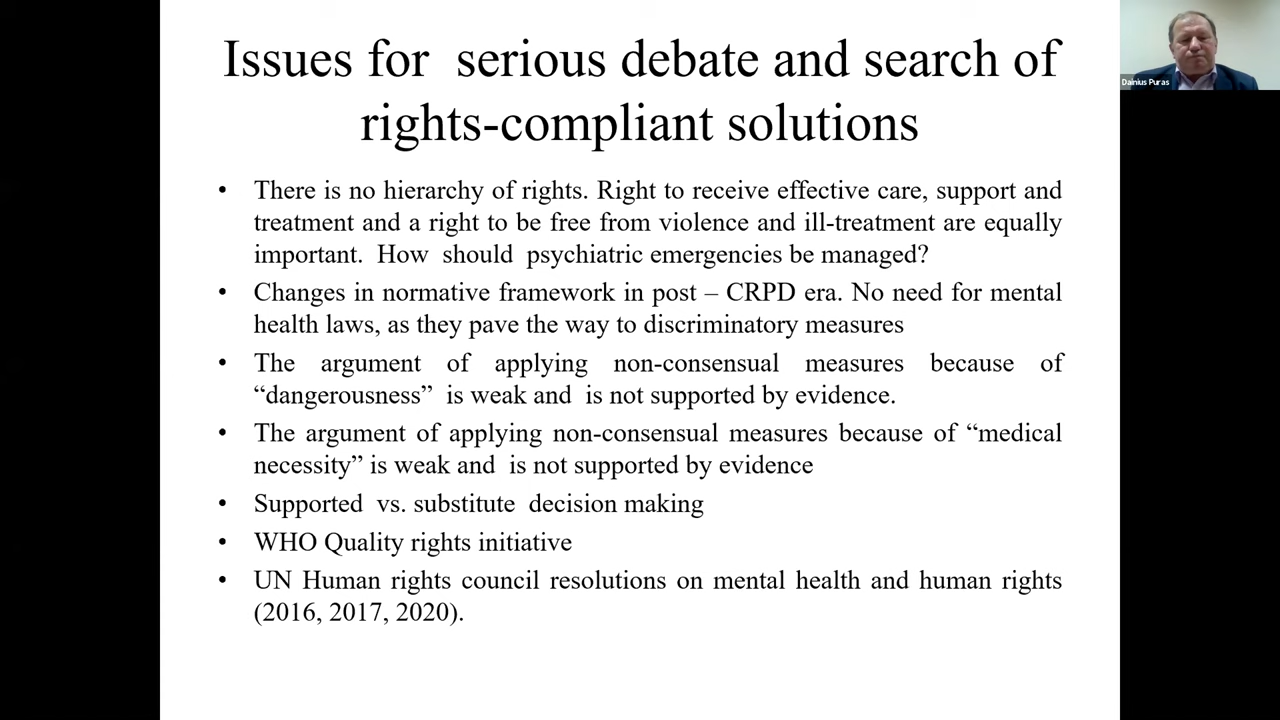 Issues for serious debate and search of
rights-compliant solutions
Dainius Puras
• There is no hierarchy of rights. Right to receive effective care, support and
treatment and a right to be free from violence and ill-treatment are equally
important. How should psychiatric emergencies be managed?
• Changes in normative framework in post – CRPD era. No need for mental
health laws, as they pave the way to discriminatory measures
• The argument of applying non-consensual measures because of
“dangerousness” is weak and is not supported by evidence.
• The argument of applying non-consensual measures because of “medical
necessity” is weak and is not supported by evidence
• Supported vs. substitute decision making
• WHO Quality rights initiative
• UN Human rights council resolutions on mental health and human rights
(2016, 2017, 2020).